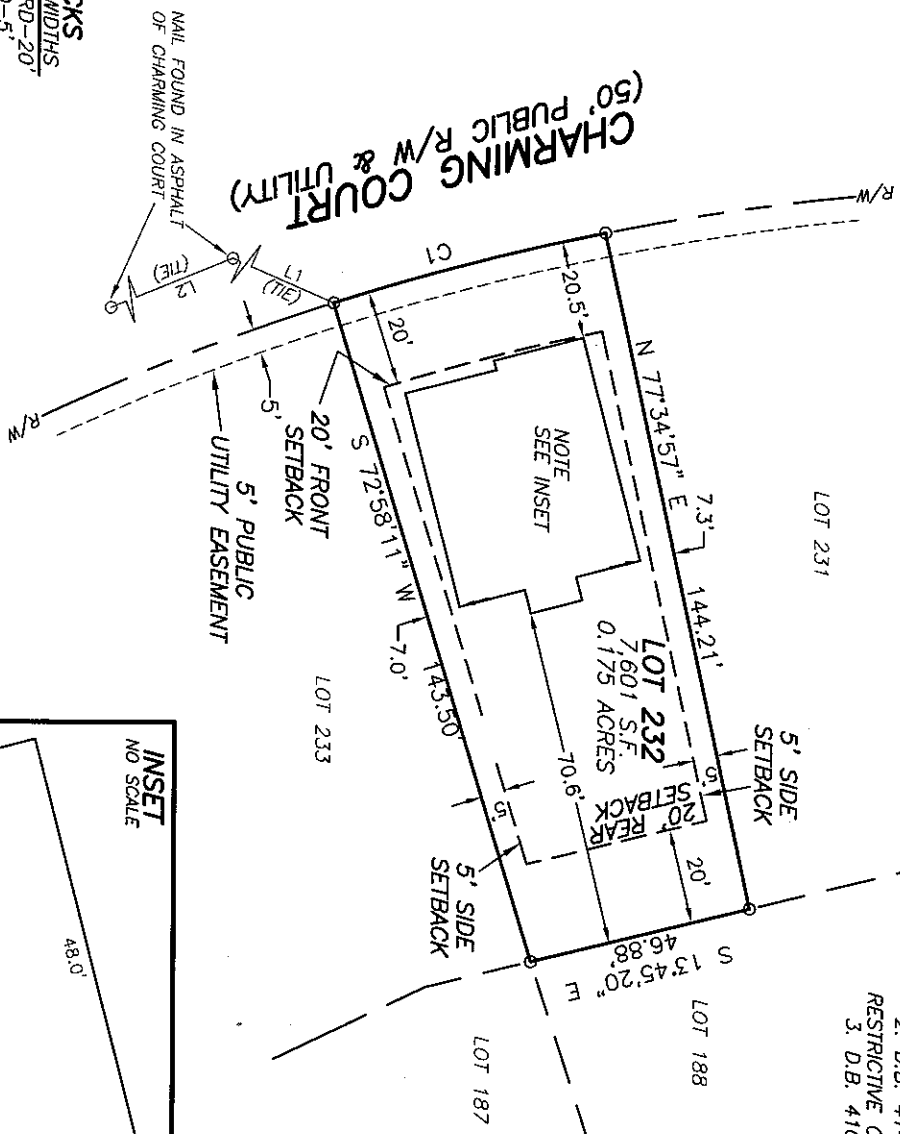 CKS
WIDTHS
RD-20'
D-5'
NAIL FOUND IN ASPHALT
OF CHARMING COURT
CHARMING COURT
(50' PUBLIC R/W & UTILITY)
R/W
R/W
C1
L1
(TIE)
L2
(TIE)
20.5'
20'
N 77°34'57" E
144.21'
7.3'
LOT 231
NOTE
SEE INSET
20' FRONT
SETBACK
5'
5' PUBLIC
UTILITY EASEMENT
S 72°58'11" W
143.50'
7.0'
LOT 233
LOT 232
7,601 S.F.
0.175 ACRES
70.6'
5' SIDE
SETBACK
5'
20' REAR
SETBACK
20'
5'
5' SIDE
SETBACK
S 13°45'20" E
46.88'
LOT 188
LOT 187
RESTRICTIVE C
3. D.B. 416
INSET
NO SCALE
48.0'